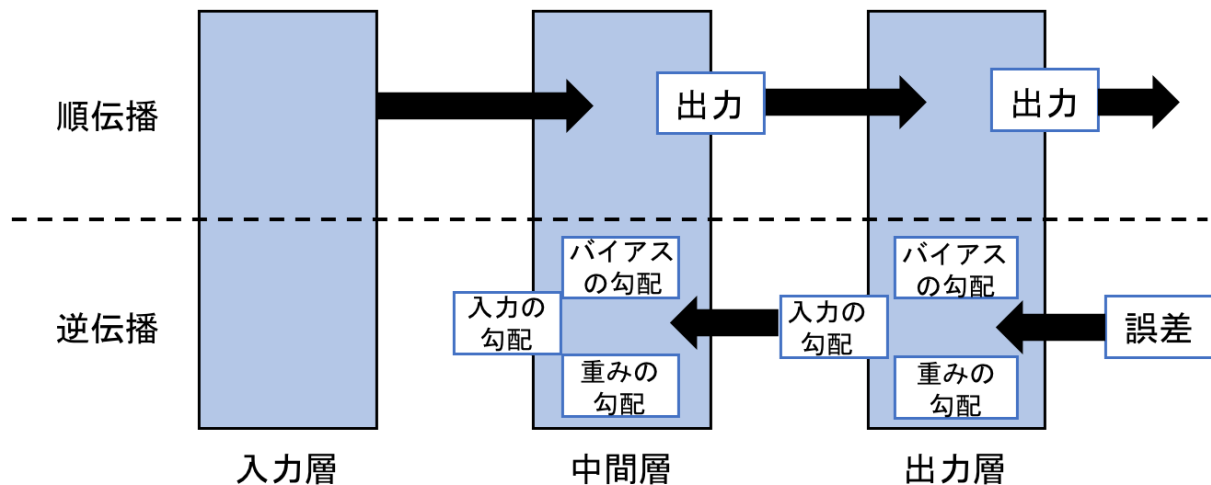 順伝播
出力
出力
逆伝播
バイアス
の勾配
入力の
勾配
重みの
勾配
バイアス
の勾配
入力の
勾配
重みの
勾配
誤差
入力層
中間層
出力層